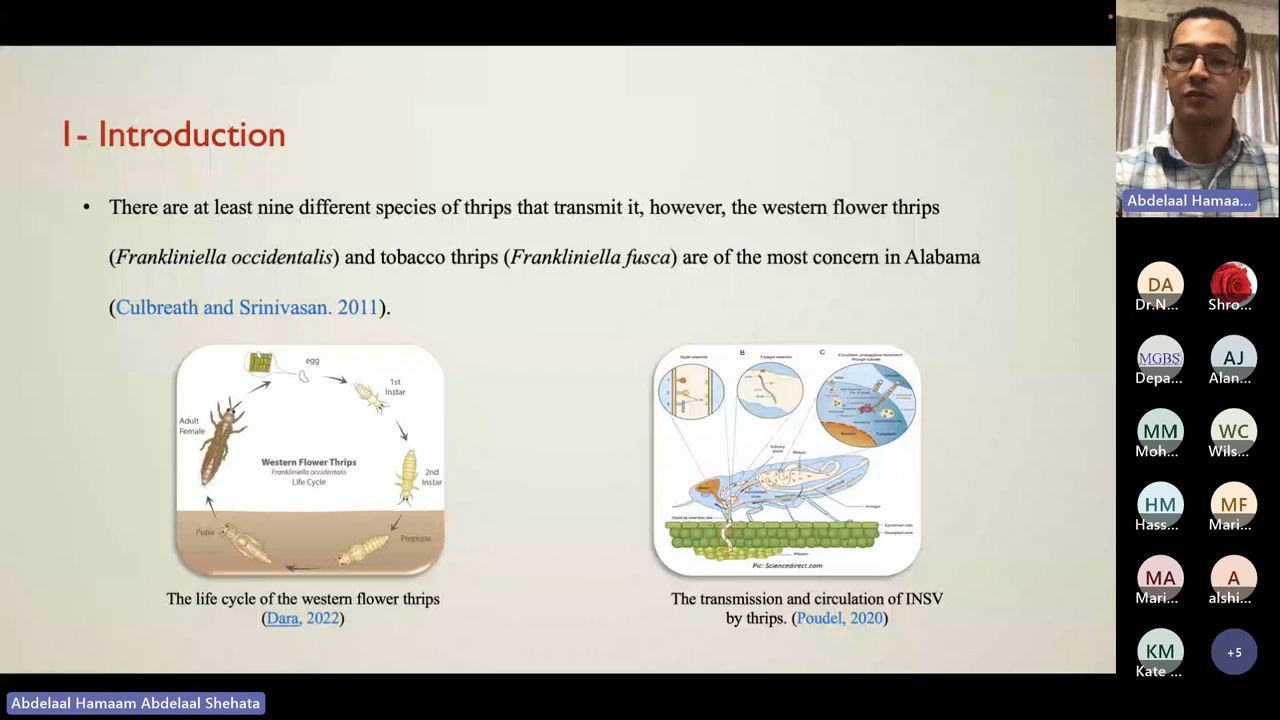 1- Introduction
• There are at least nine different species of thrips that transmit it, however, the western flower thrips
(Frankliniella occidentalis) and tobacco thrips (Frankliniella fusca) are of the most concern in Alabama
(Culbreath and Srinivasan. 2011).
egg
1st
Instar
2nd
Instar
Prepupa
Pupa
Adult
Female
Western Flower Thrips
Frankliniella occidentalis
Life Cycle
The life cycle of the western flower thrips
(Dara, 2022)
B
C
Salivary
gland
Midgut
Phloem
Pic: Sciencedirect.com
The transmission and circulation of INSV
by thrips. (Poudel, 2020)
Abdelaal Hamaa...
DA
Dr.N...
Shro...
MGBS
Depa...
AJ
Alan...
MM
Moh...
WC
Wils...
HM
Hass...
MF
Mari...
MA
Mari...
A
alshi...
KM
Kate ...
+5
Abdelaal Hamaam Abdelaal Shehata